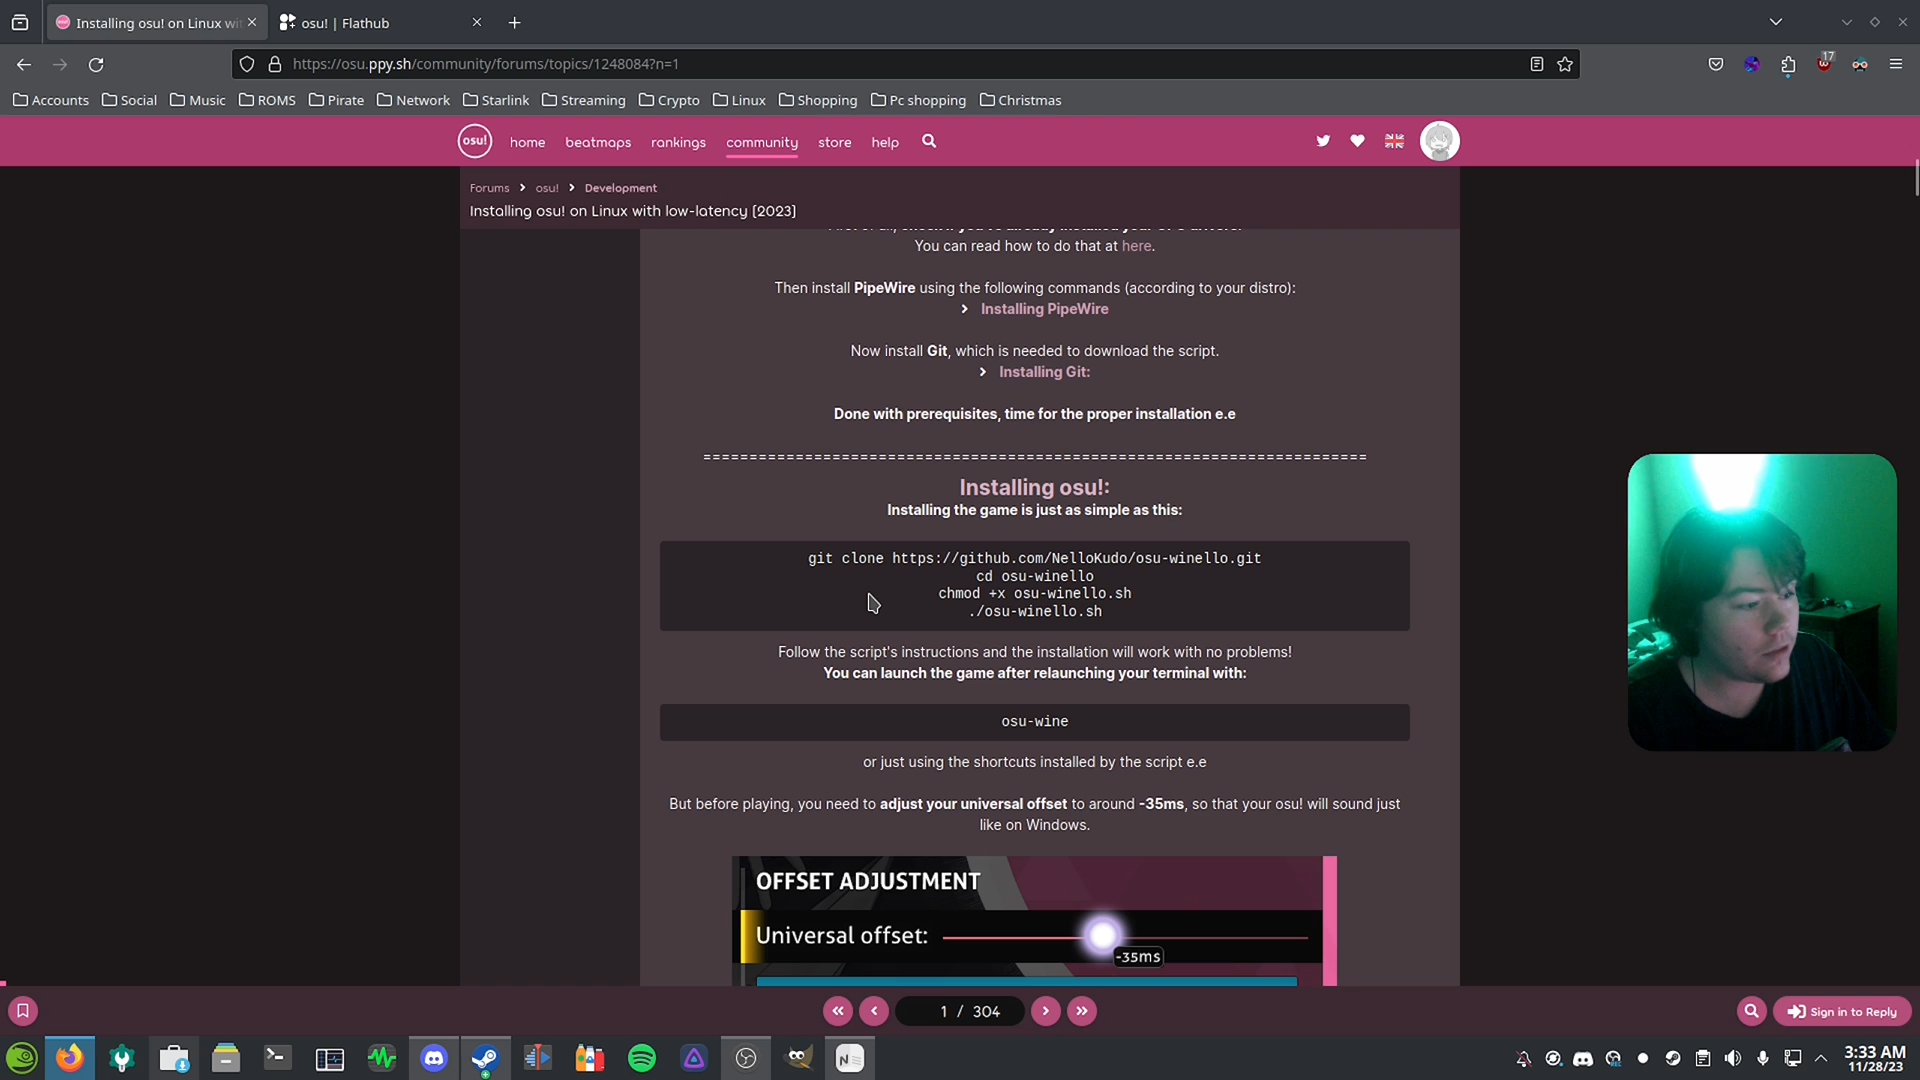 Installing osu! on Linux wi
osu! | Flathub
https://osu.ppy.sh/community/forums/topics/1248084?n=1
17
Accounts
Social
Music
ROMS
Pirate
Network
Starlink
Streaming
Crypto
Linux
Shopping
Pc shopping
Christmas
osu!
home
beatmaps
rankings
community
store
help
Forums > osu! > Development
Installing osu! on Linux with low-latency [2023]
You can read how to do that at here.
Then install PipeWire using the following commands (according to your distro):
Installing PipeWire
Now install Git, which is needed to download the script.
Installing Git:
Done with prerequisites, time for the proper installation e.e
===============================================================================
Installing osu!:
Installing the game is just as simple as this:
git clone https://github.com/NelloKudo/osu-winello.git
cd osu-winello
chmod +x osu-winello.sh
./osu-winello.sh
Follow the script's instructions and the installation will work with no problems!
You can launch the game after relaunching your terminal with:
osu-wine
or just using the shortcuts installed by the script e.e
But before playing, you need to adjust your universal offset to around -35ms, so that your osu! will sound just
like on Windows.
OFFSET ADJUSTMENT
Universal offset:
-35ms
1 / 304
Sign in to Reply
3:33 AM
11/28/23